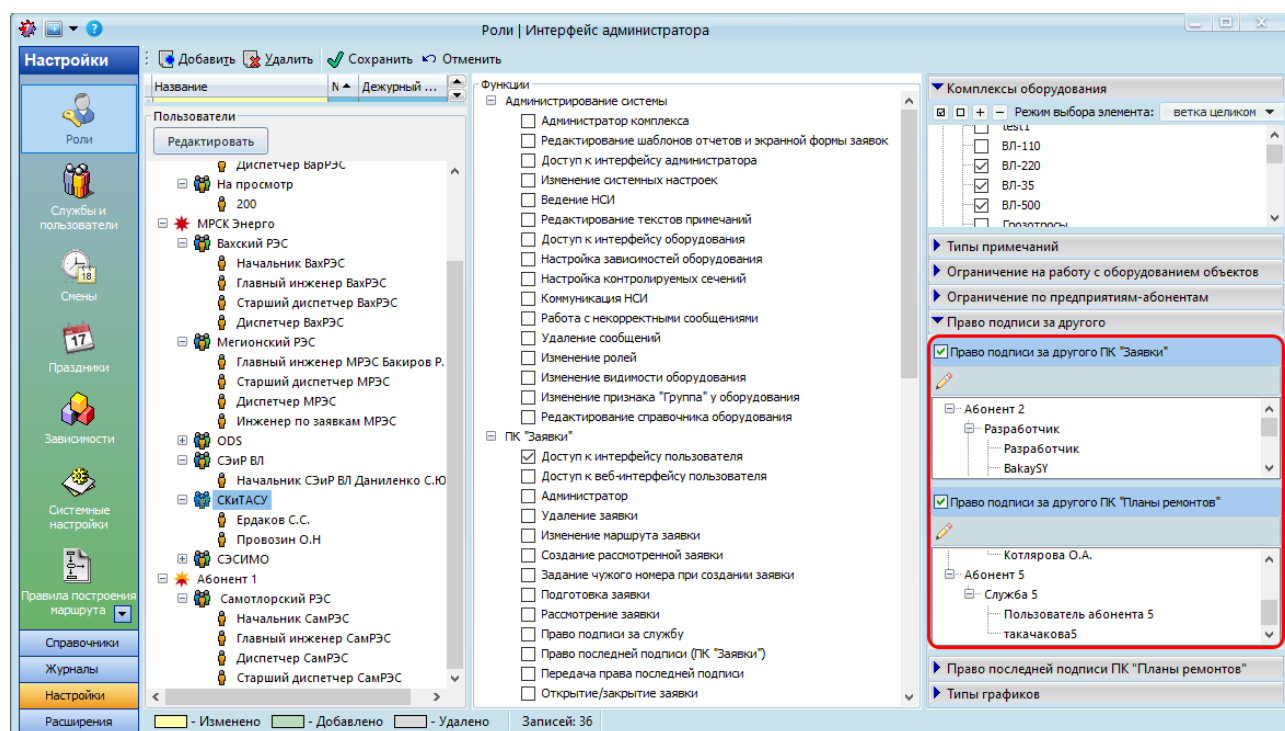 Роли | Интерфейс администратора
Настройки
Добавить Удалить Сохранить Отменить
Роли
Службы и
пользователи
18
Смены
17
Праздники
Зависимости
Системные
настройки
Правила построения
маршрута
Справочники
Журналы
Настройки
Расширения
Название N Дежурный ...
Пользователи
Редактировать
Диспетчер ВарРЭС
На просмотр
200
МРСК Энерго
Вахский РЭС
Начальник ВахРЭС
Главный инженер ВахРЭС
Старший диспетчер ВахРЭС
Диспетчер ВахРЭС
Мегионский РЭС
Главный инженер МРЭС Бакиров Р.
Старший диспетчер МРЭС
Диспетчер МРЭС
Инженер по заявкам МРЭС
ODS
СЭиР ВЛ
Начальник СЭиР ВЛ Даниленко С.Ю
СКиТАСУ
Ердаков С.С.
Провозин О.Н
СЭСИМО
Абонент 1
Самотлорский РЭС
Начальник СамРЭС
Главный инженер СамРЭС
Диспетчер СамРЭС
Старший диспетчер СамРЭС
Функции
Администрирование системы
Администратор комплекса
Редактирование шаблонов отчетов и экранной формы заявок
Доступ к интерфейсу администратора
Изменение системных настроек
Ведение НСИ
Редактирование текстов примечаний
Доступ к интерфейсу оборудования
Настройка зависимостей оборудования
Настройка контролируемых сечений
Коммуникация НСИ
Работа с некорректными сообщениями
Удаление сообщений
Изменение ролей
Изменение видимости оборудования
Изменение признака "Группа" у оборудования
Редактирование справочника оборудования
ПК "Заявки"
Доступ к интерфейсу пользователя
Доступ к веб-интерфейсу пользователя
Администратор
Удаление заявки
Изменение маршрута заявки
Создание рассмотренной заявки
Задание чужого номера при создании заявки
Подготовка заявки
Рассмотрение заявки
Право подписи за службу
Право последней подписи (ПК "Заявки")
Передача права последней подписи
Открытие/закрытие заявки
Комплексы оборудования
Режим выбора элемента: ветка целиком
test1
ВЛ-110
ВЛ-220
ВЛ-35
ВЛ-500
Грозотросы
Типы примечаний
Ограничение на работу с оборудованием объектов
Ограничение по предприятиям-абонентам
Право подписи за другого
Право подписи за другого ПК "Заявки"
Абонент 2
Разработчик
Разработчик
BakaySY
Право подписи за другого ПК "Планы ремонтов"
Котлярова О.А.
Абонент 5
Служба 5
Пользователь абонента 5
такачакова5
Право последней подписи ПК "Планы ремонтов"
Типы графиков
- Изменено - Добавлено - Удалено Записей: 36